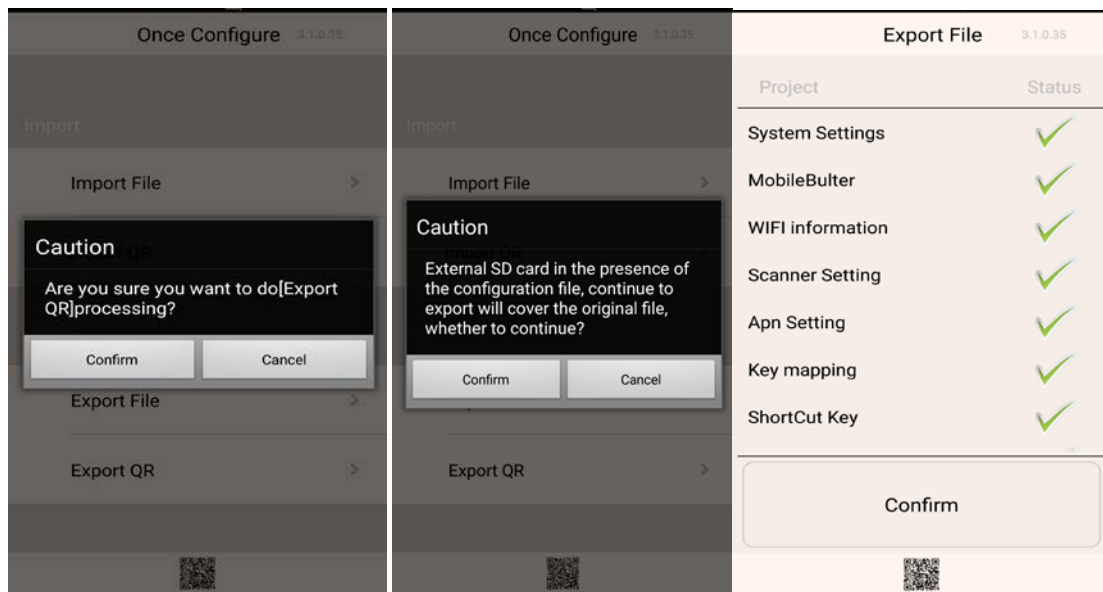 Once Configure 3.1.0.35
Import
Import File
Caution
Are you sure you want to do[Export
QR]processing?
Confirm Cancel
Export File
Export QR
Once Configure 3.1.0.35
Import
Import File
Caution
Import QR
External SD card in the presence of
the configuration file, continue to
export will cover the original file,
whether to continue?
Confirm Cancel
Export QR
Export File 3.1.0.35
Project Status
System Settings
MobileBulter
WIFI information
Scanner Setting
Apn Setting
Key mapping
ShortCut Key
Confirm